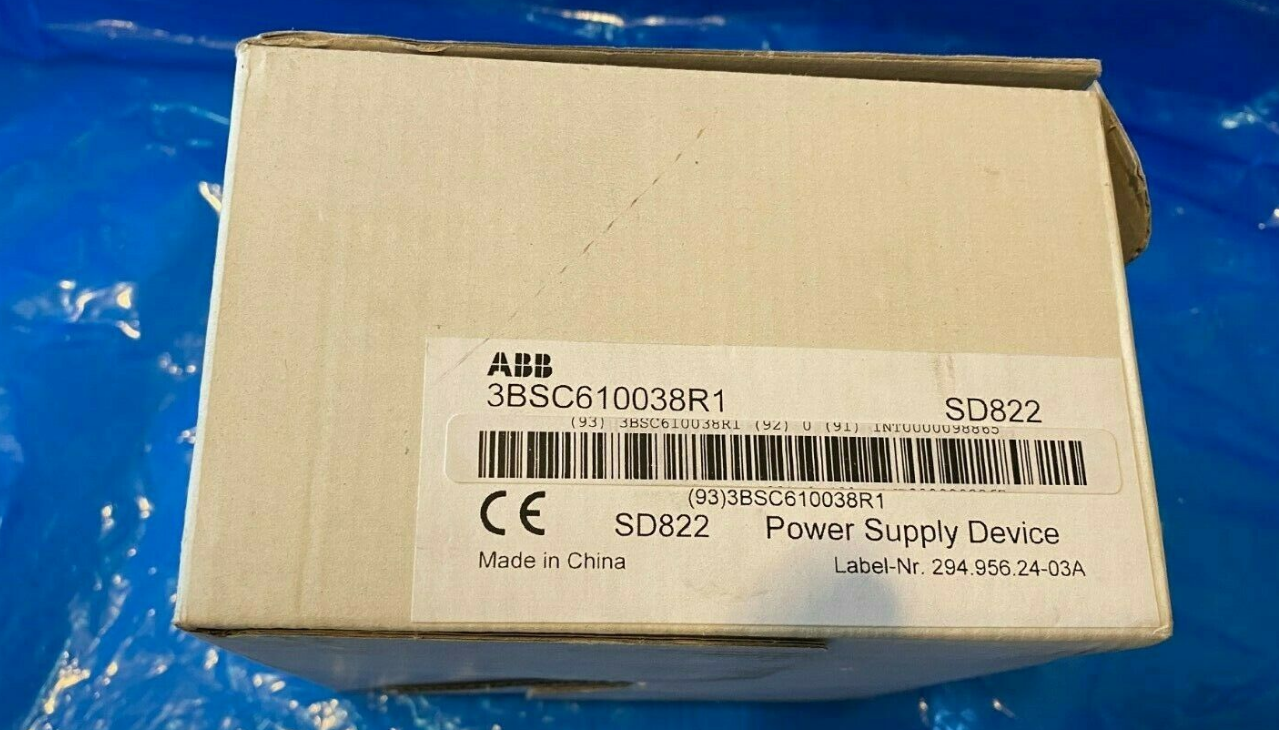 ABB
3BSC610038R1 SD822
(93) 3BSC610038R1 (92) 0 (91) INT0000098865
(93)3BSC610038R1
CE SD822 Power Supply Device
Made in China Label-Nr. 294.956.24-03A